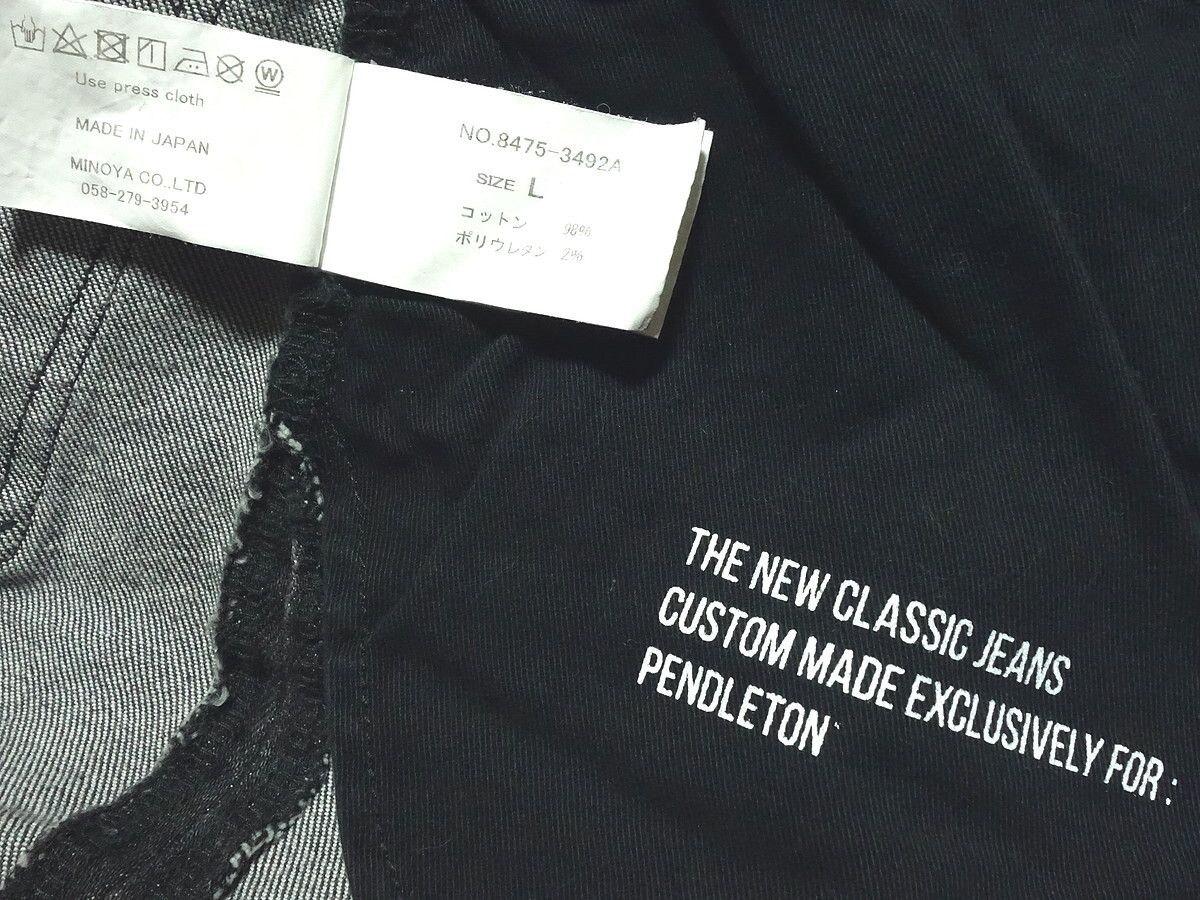 W
Use press cloth
MADE IN JAPAN
MINOYA CO.,LTD
058-279-3954
NO.8475-3492A
SIZE L
コットン 98%
ポリウレタン 2%
THE NEW CLASSIC JEANS
CUSTOM MADE EXCLUSIVELY FOR :
PENDLETON